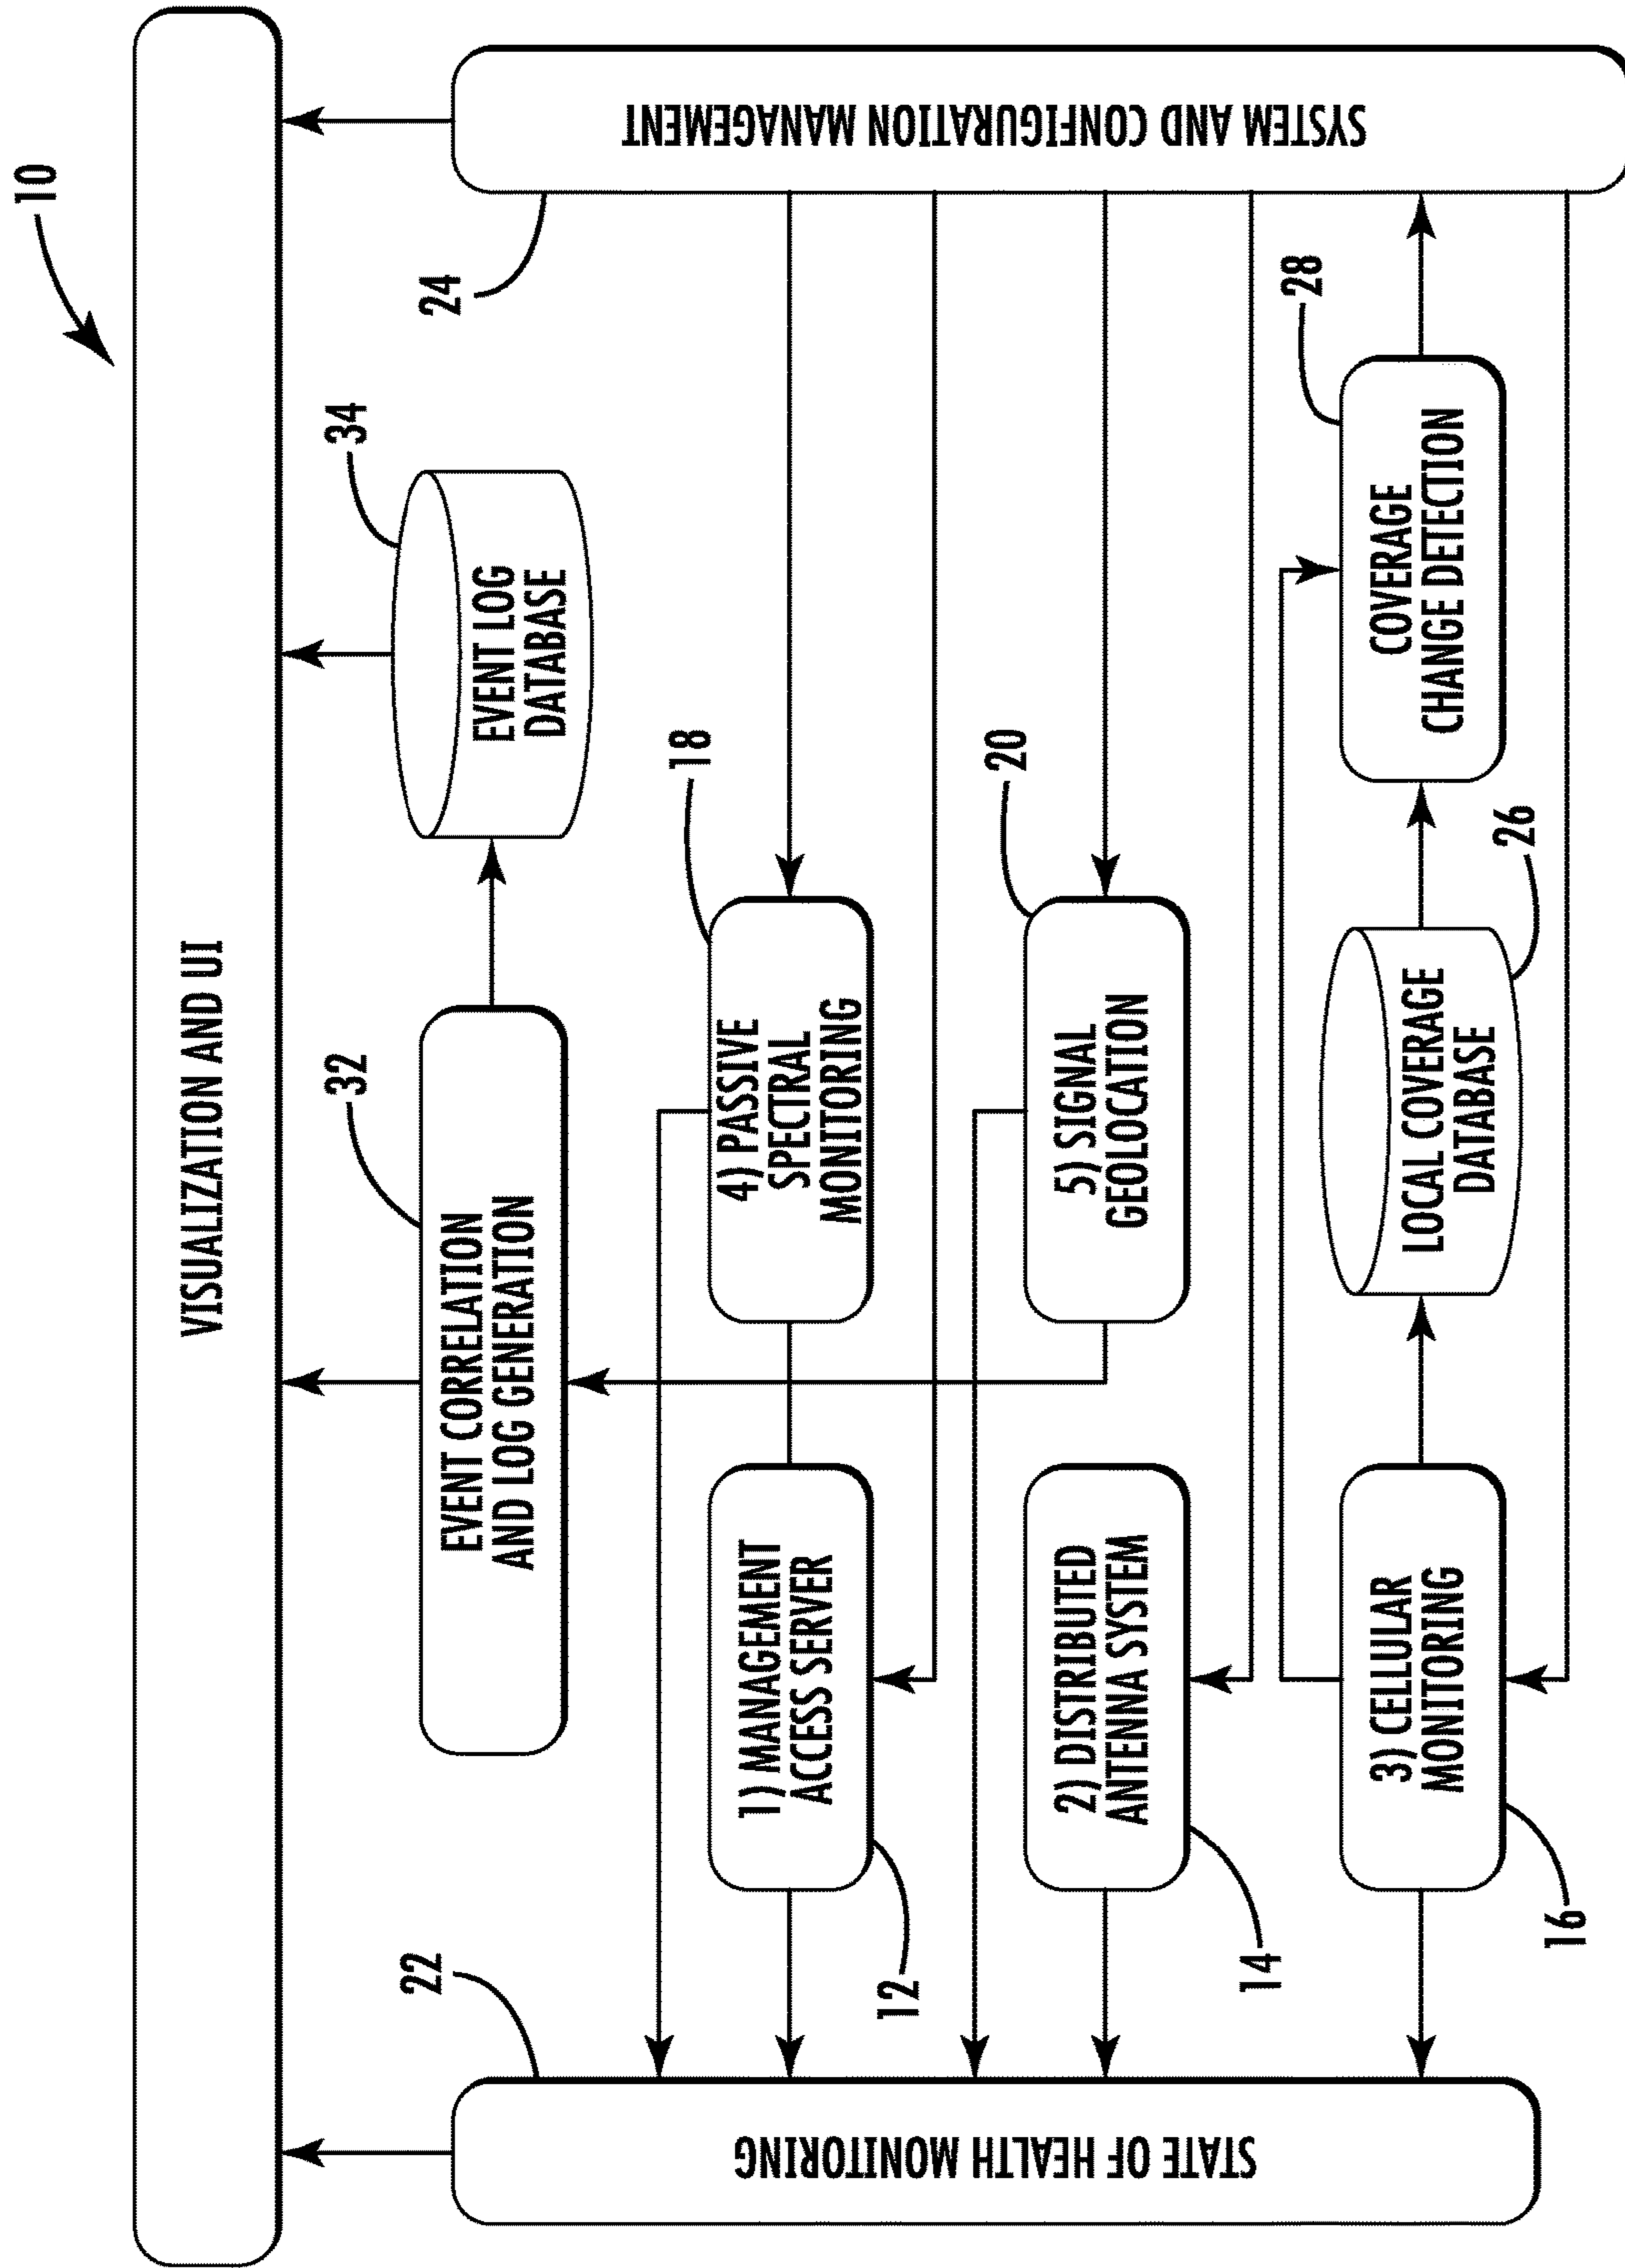 10
VISUALIZATION AND UI
22
STATE OF HEALTH MONITORING
32
EVENT CORRELATION
AND LOG GENERATION
34
EVENT LOG
DATABASE
24
SYSTEM AND CONFIGURATION MANAGEMENT
1) MANAGEMENT
ACCESS SERVER
12
18
4) PASSIVE
SPECTRAL
MONITORING
2) DISTRIBUTED
ANTENNA SYSTEM
14
20
5) SIGNAL
GEOLOCATION
3) CELLULAR
MONITORING
16
LOCAL COVERAGE
DATABASE
26
28
COVERAGE
CHANGE DETECTION